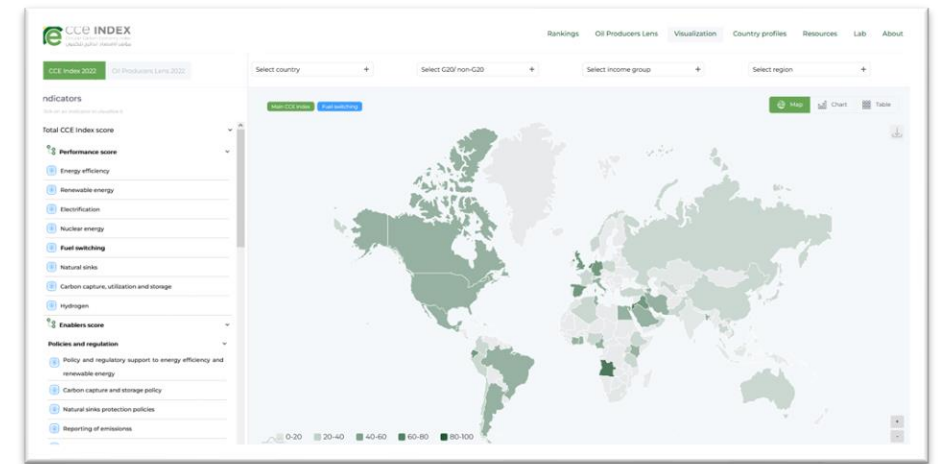 CCE INDEX
Rankings Oil Producers Lens Visualization Country profiles Resources Lab About
CCE Index 2022 Oil Producers Lens 2022
Select country + Select G20/ non-G20 + Select income group + Select region +
ndicators
Main CCE Index Fuel switching
Map Chart Table
Total CCE Index score
Performance score
Energy efficiency
Renewable energy
Electrification
Nuclear energy
Fuel switching
Natural sinks
Carbon capture, utilization and storage
Hydrogen
Enablers score
Policies and regulation
Policy and regulatory support to energy efficiency and
renewable energy
Carbon capture and storage policy
Natural sinks protection policies
Reporting of emissionss
0-20 20-40 40-60 60-80 80-100
+
-